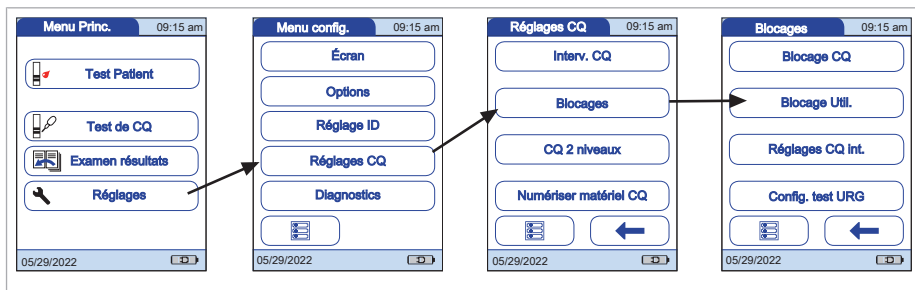 Menu Princ.
09:15 am
Test Patient
Test de CQ
Examen résultats
Réglages
05/29/2022
Menu config.
09:15 am
Écran
Options
Réglage ID
Réglages CQ
Diagnostics
05/29/2022
Réglages CQ
09:15 am
Interv. CQ
Blocages
CQ 2 niveaux
Numériser matériel CQ
05/29/2022
Blocages
09:15 am
Blocage CQ
Blocage Util.
Réglages CQ int.
Config. test URG
05/29/2022